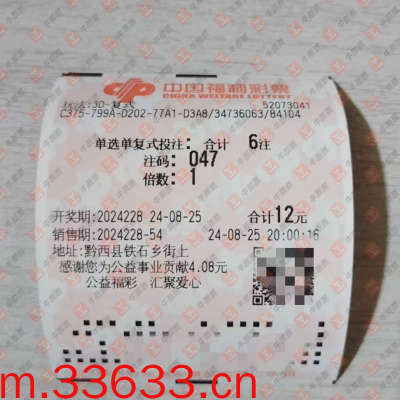 中国福利彩票
CHINA WELFARE LOTTERY
玩法:3D-复式 52073041
C375-799A-D202-77A1-D3A8/34736063/84104
单选单复式投注: 合计 6注
注码: 047
倍数: 1
开奖期:2024228 24-08-25 合计12元
销售期:2024228-54 24-08-25 20:00:16
地址:黔西县铁石乡街上
感谢您为公益事业贡献4.08元
公益福彩 汇聚爱心
m.33633.cn